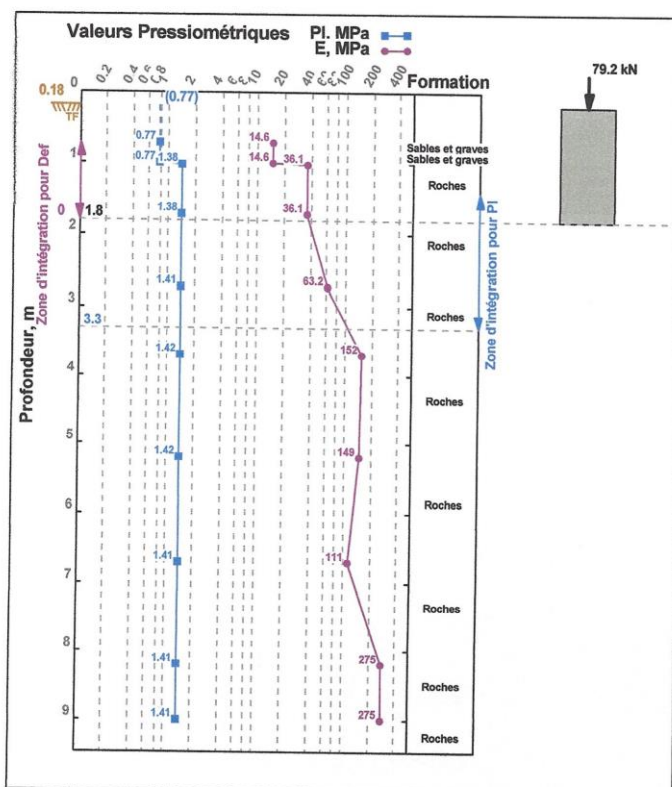 Valeurs Pressiométriques
Pl. MPa
E, MPa
Formation
79.2 kN
0 0,2 0,4 0,6 0,8 2 4 6 8 10 20 40 60 80 100 200 400
0.18
TF
(0.77)
0.77
0.77
1.38
14.6
14.6
36.1
Sables et graves
Sables et graves
1
Roches
1.38
36.1
0
1.8
2
Roches
1.41
63.2
3
Roches
3.3
1.42
152
4
Roches
1.42
149
5
Roches
6
1.41
111
7
Roches
8
1.41
275
Roches
1.41
275
9
Roches
Zone d'intégration pour Def
Profondeur, m
Zone d'intégration pour Pl